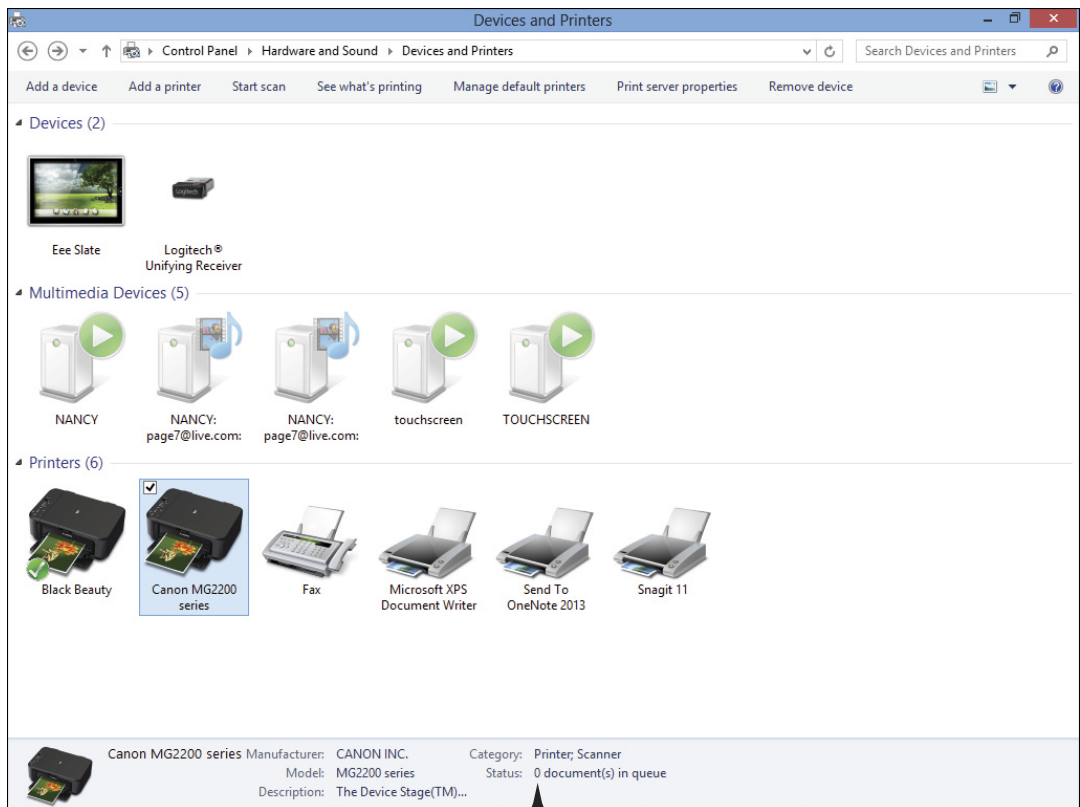 Devices and Printers
Control Panel Hardware and Sound Devices and Printers
Search Devices and Printers
Add a device Add a printer Start scan See what's printing Manage default printers Print server properties Remove device
Devices (2)
Eee Slate
Logitech®
Unifying Receiver
Multimedia Devices (5)
NANCY
NANCY:
page7@live.com:
NANCY:
page7@live.com:
touchscreen
TOUCHSCREEN
Printers (6)
Black Beauty
Canon MG2200
series
Fax
Microsoft XPS
Document Writer
Send To
OneNote 2013
Snagit 11
Canon MG2200 series Manufacturer: CANON INC. Category: Printer; Scanner
Model: MG2200 series Status: 0 document(s) in queue
Description: The Device Stage(TM)...